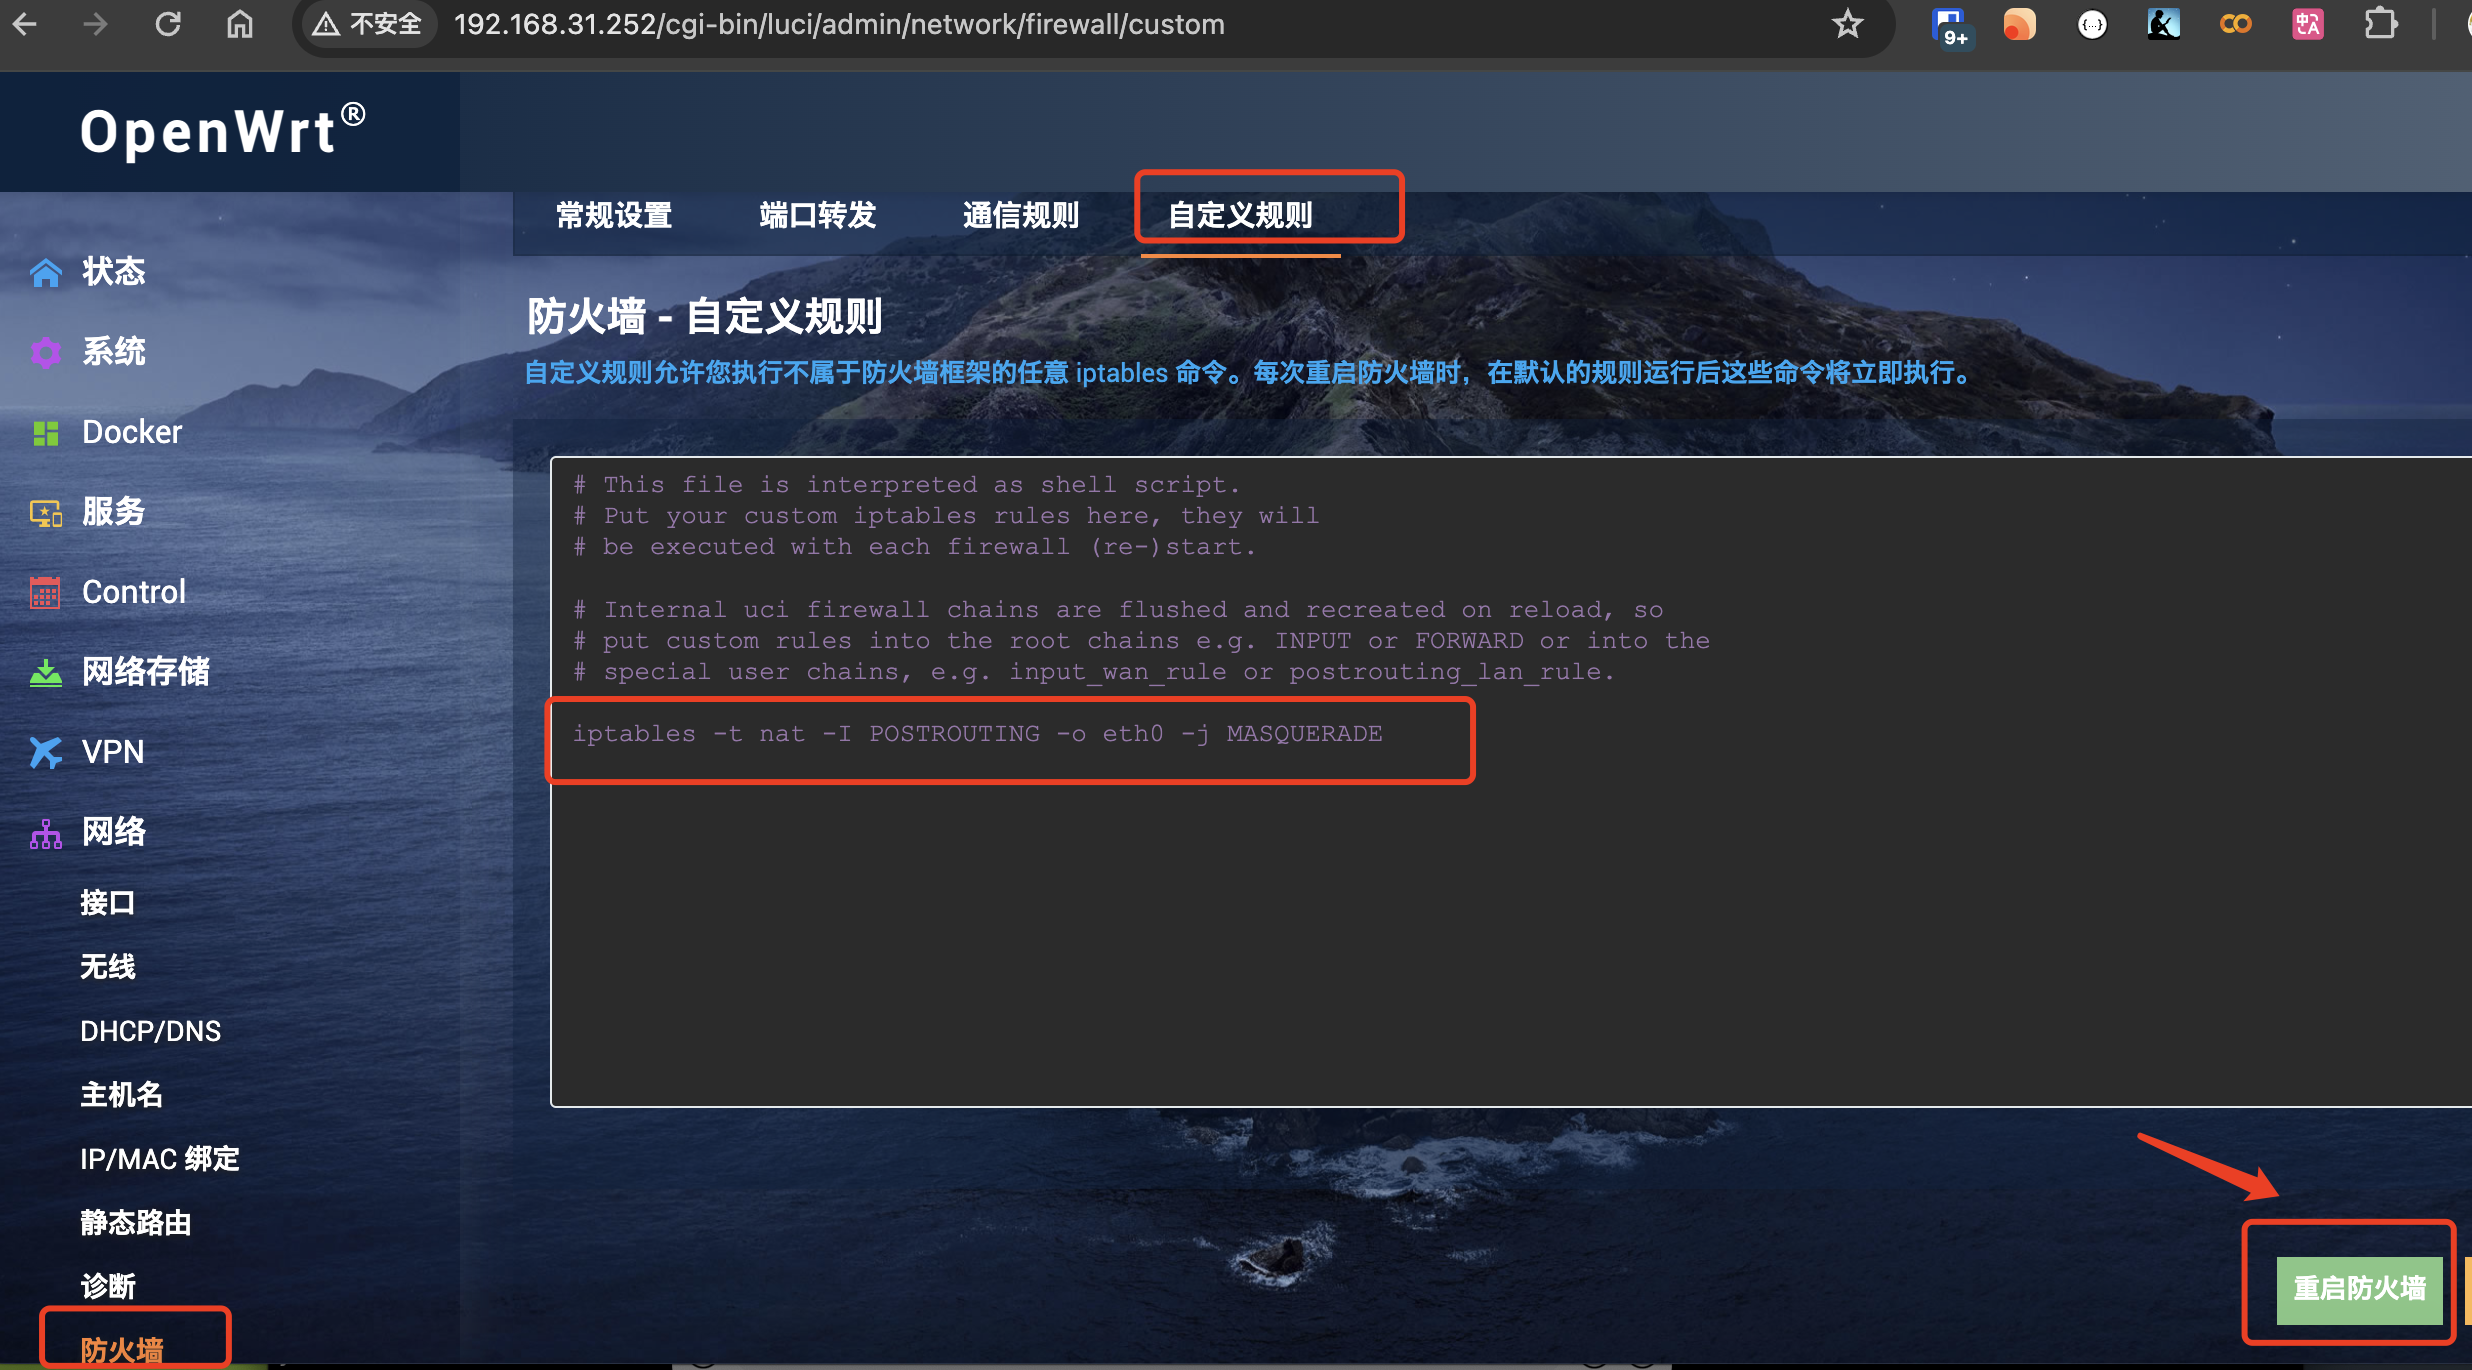 不安全 192.168.31.252/cgi-bin/luci/admin/network/firewall/custom
9+
OpenWrt®
常规设置 端口转发 通信规则 自定义规则
状态
系统
Docker
服务
Control
网络存储
VPN
网络
接口
无线
DHCP/DNS
主机名
IP/MAC 绑定
静态路由
诊断
防火墙
防火墙 - 自定义规则
自定义规则允许您执行不属于防火墙框架的任意 iptables 命令。每次重启防火墙时，在默认的规则运行后这些命令将立即执行。
# This file is interpreted as shell script.
# Put your custom iptables rules here, they will
# be executed with each firewall (re-)start.
# Internal uci firewall chains are flushed and recreated on reload, so
# put custom rules into the root chains e.g. INPUT or FORWARD or into the
# special user chains, e.g. input_wan_rule or postrouting_lan_rule.
iptables -t nat -I POSTROUTING -o eth0 -j MASQUERADE
重启防火墙